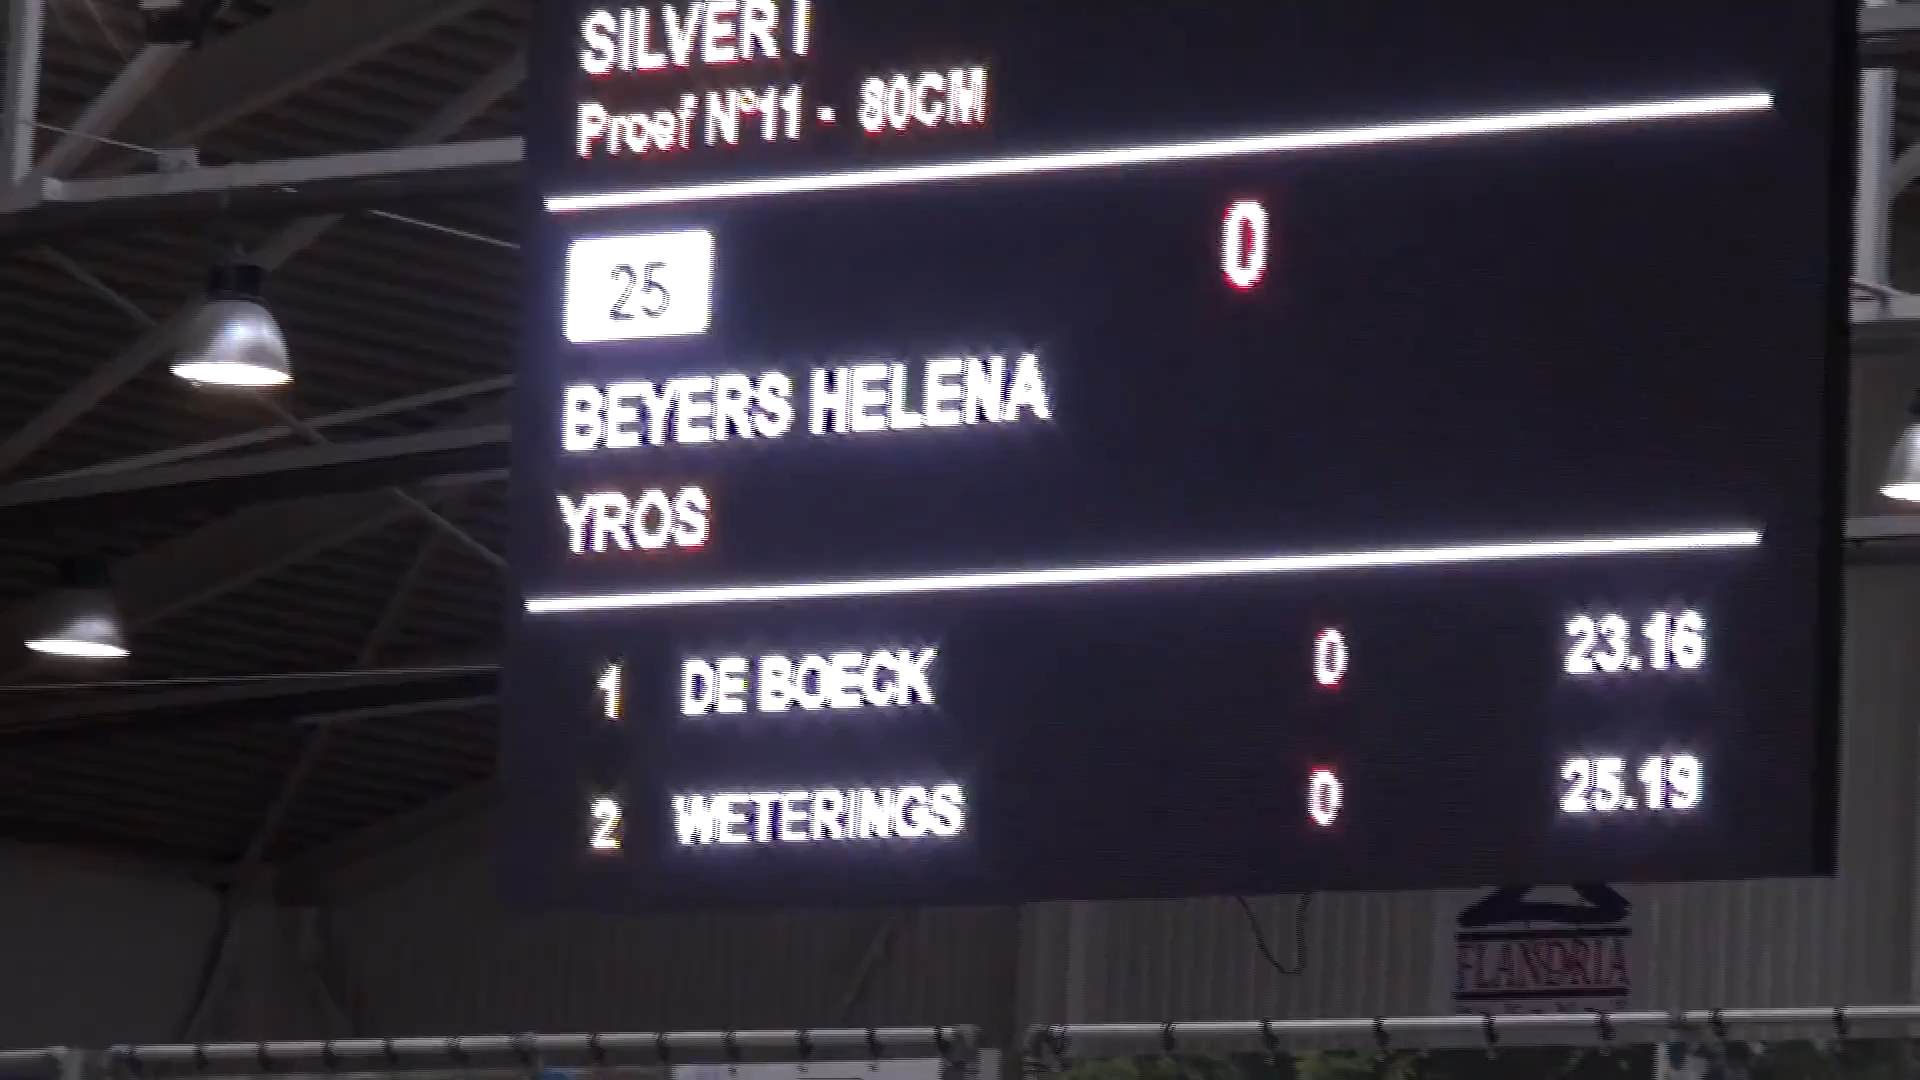 SILVER I
Proef N°11 - 80CM
25 0
BEYERS HELENA
YROS
1 DE BOECK 0 23.16
2 WETERINGS 0 25.19
FLANDRIA